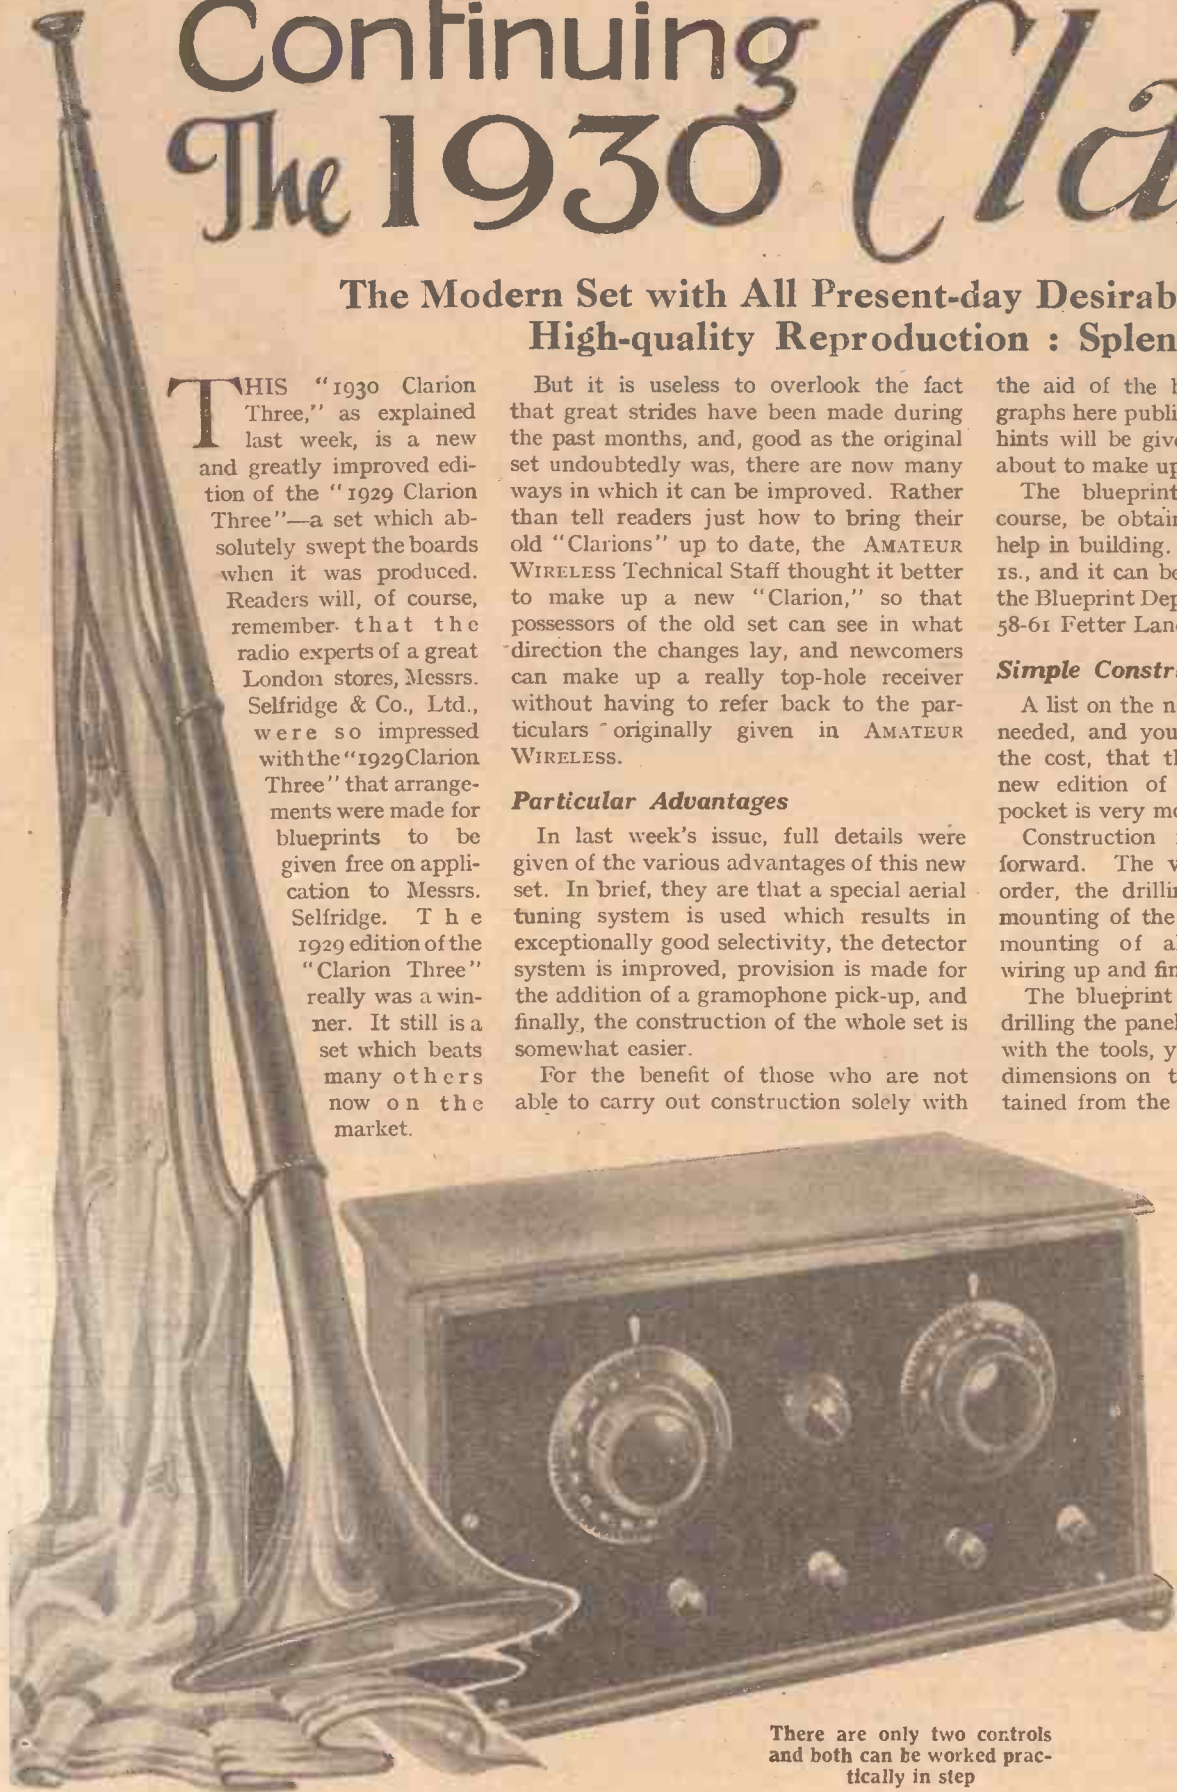 Continuing
The 1930 Cla
The Modern Set with All Present-day Desirab
High-quality Reproduction : Splen
THIS "1930 Clarion
Three," as explained
last week, is a new
and greatly improved edi-
tion of the "1929 Clarion
Three"—a set which ab-
solutely swept the boards
when it was produced.
Readers will, of course,
remember that the
radio experts of a great
London stores, Messrs.
Selfridge & Co., Ltd.,
were so impressed
with the "1929 Clarion
Three" that arrange-
ments were made for
blueprints to be
given free on appli-
cation to Messrs.
Selfridge. The
1929 edition of the
"Clarion Three"
really was a win-
ner. It still is a
set which beats
many others
now on the
market.
But it is useless to overlook the fact
that great strides have been made during
the past months, and, good as the original
set undoubtedly was, there are now many
ways in which it can be improved. Rather
than tell readers just how to bring their
old "Clarions" up to date, the AMATEUR
WIRELESS Technical Staff thought it better
to make up a new "Clarion," so that
possessors of the old set can see in what
direction the changes lay, and newcomers
can make up a really top-hole receiver
without having to refer back to the par-
ticulars originally given in AMATEUR
WIRELESS.
Particular Advantages
In last week's issue, full details were
given of the various advantages of this new
set. In brief, they are that a special aerial
tuning system is used which results in
exceptionally good selectivity, the detector
system is improved, provision is made for
the addition of a gramophone pick-up, and
finally, the construction of the whole set is
somewhat easier.
For the benefit of those who are not
able to carry out construction solely with
the aid of the
graphs here publi
hints will be giv
about to make up
The blueprint
course, be obtain
help in building.
1s., and it can be
the Blueprint Dep
58-61 Fetter Lan
Simple Constr
A list on the n
needed, and you
the cost, that th
new edition of
pocket is very mo
Construction
forward. The v
order, the drillin
mounting of the
mounting of a
wiring up and fin
The blueprint
drilling the panel
with the tools, y
dimensions on t
tained from the
There are only two controls
and both can be worked prac-
tically in step